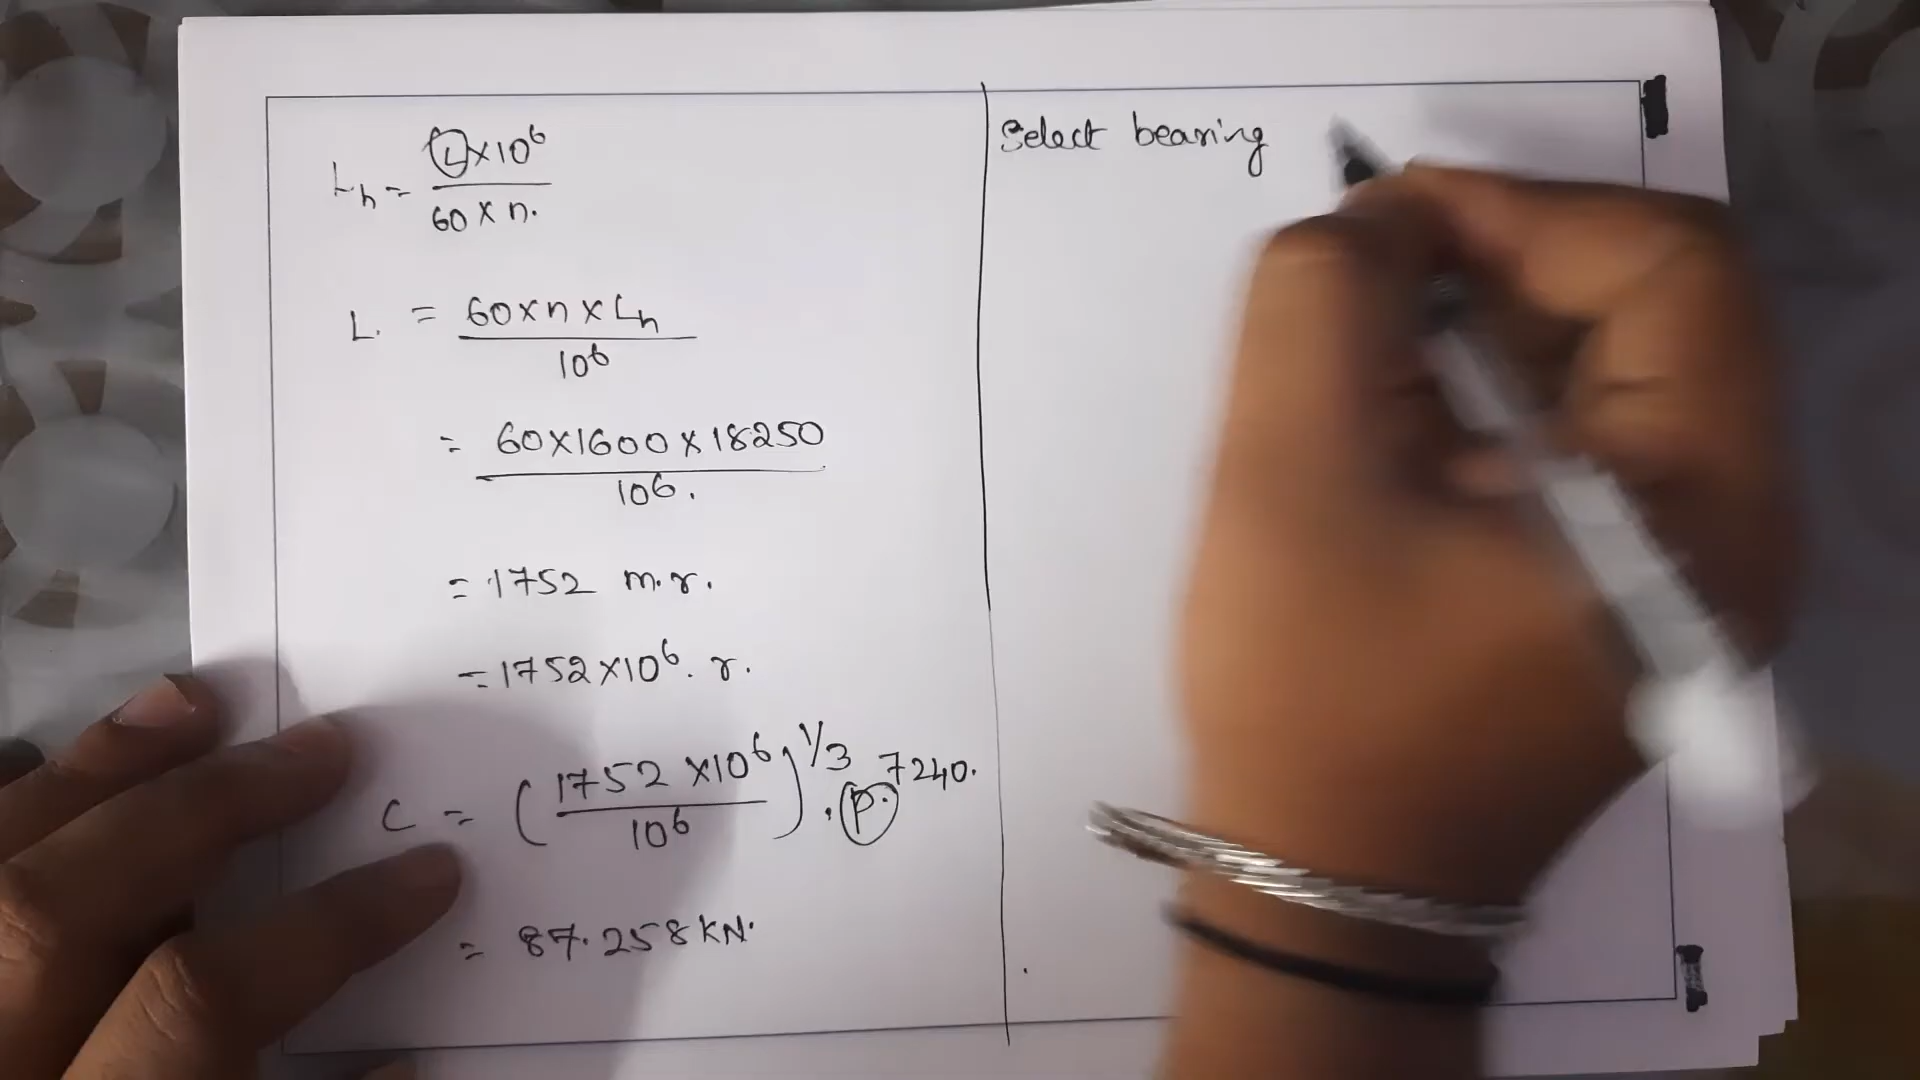 Lh = L×10^6 / 60 × n.
L. = 60×n×Lh / 10^6
= 60×1600×18250 / 10^6.
= 1752 m.r.
= 1752×10^6. r.
C = (1752 ×10^6 / 10^6)^1/3 . P. 7240.
= 87.258 KN.
Select bearing